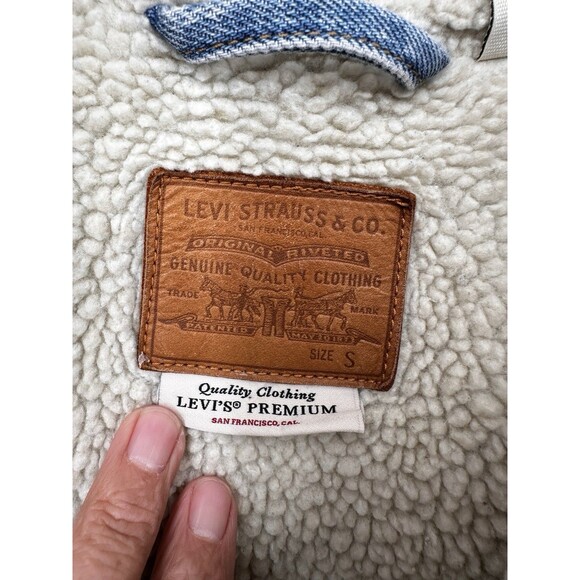 LEVI STRAUSS & CO.
SAN FRANCISCO, CAL.
ORIGINAL RIVETED
GENUINE QUALITY CLOTHING
TRADE MARK
PATENTED MAY 20 1873
SIZE S
Quality Clothing
LEVI'S® PREMIUM
SAN FRANCISCO, CAL.